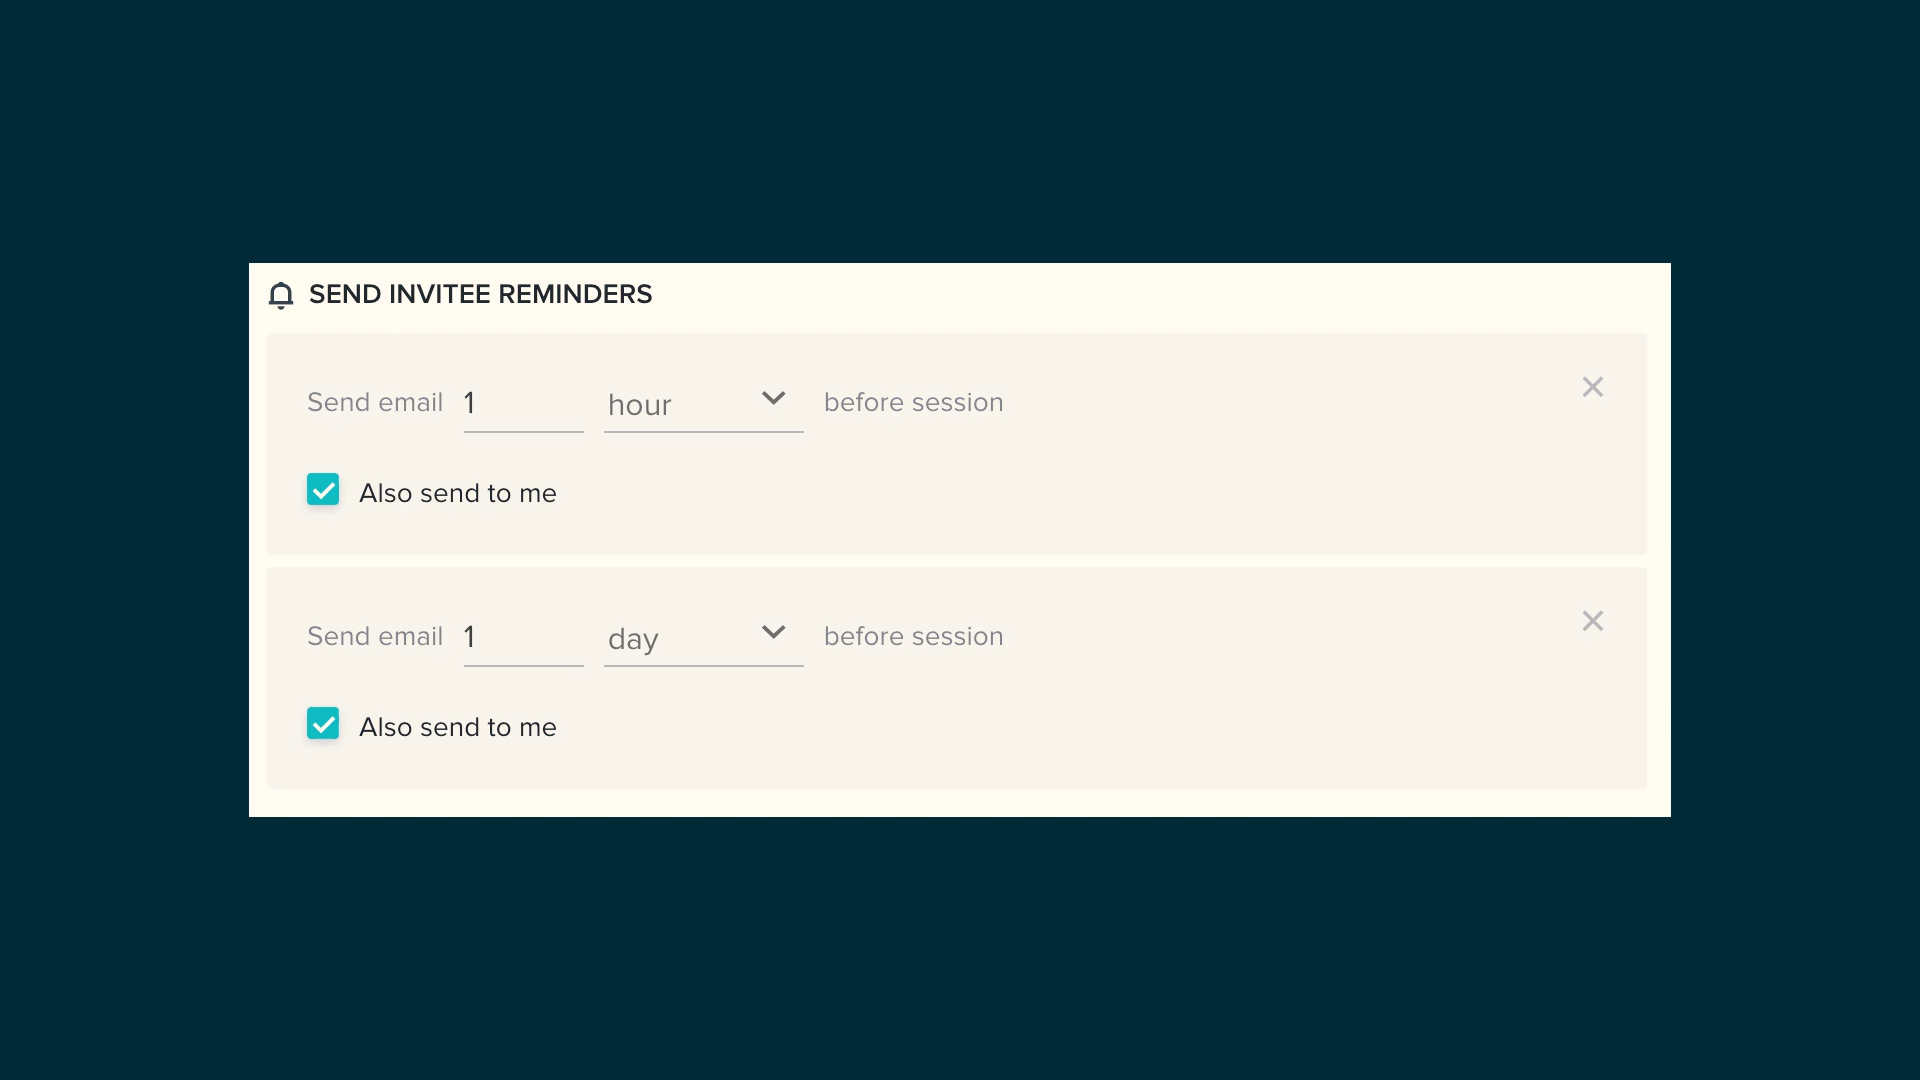 SEND INVITEE REMINDERS
Send email 1 hour before session
Also send to me
Send email 1 day before session
Also send to me